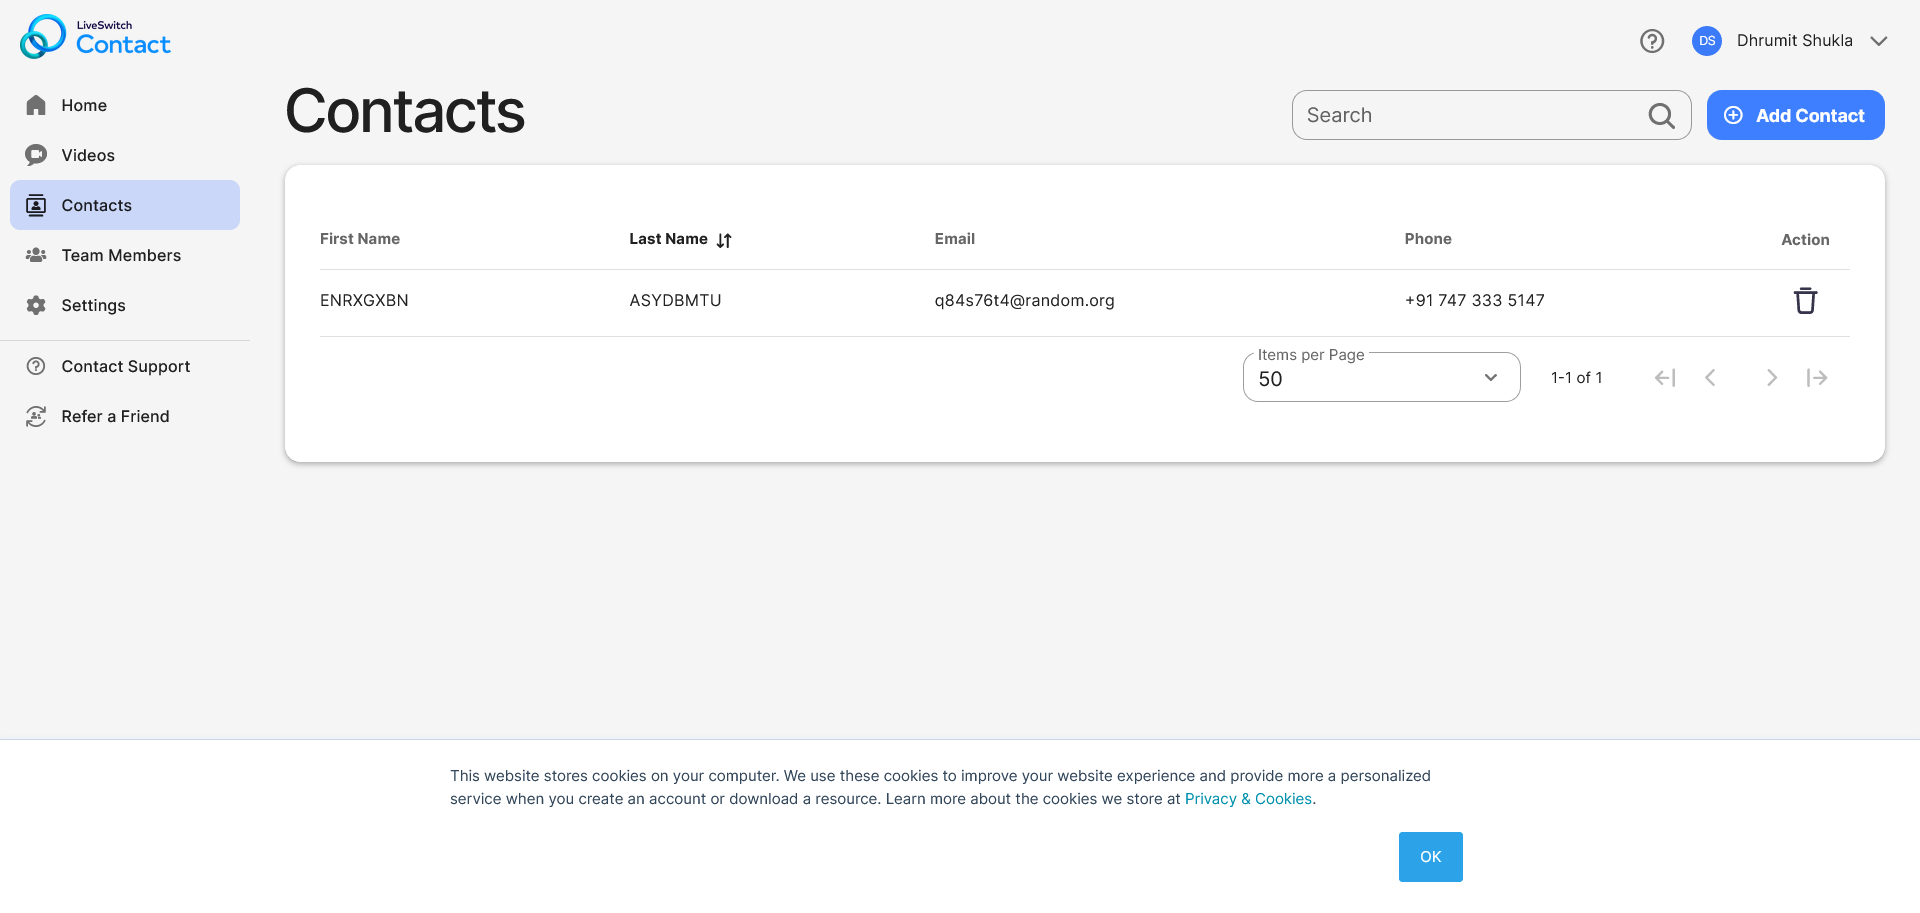 LiveSwitch
Contact
DS
Dhrumit Shukla
Home
Videos
Contacts
Team Members
Settings
Contact Support
Refer a Friend
Contacts
Search
Add Contact
First Name
Last Name
Email
Phone
Action
ENRXGXBN
ASYDBMTU
q84s76t4@random.org
+91 747 333 5147
Items per Page
50
1-1 of 1
This website stores cookies on your computer. We use these cookies to improve your website experience and provide more a personalized
service when you create an account or download a resource. Learn more about the cookies we store at Privacy & Cookies.
OK